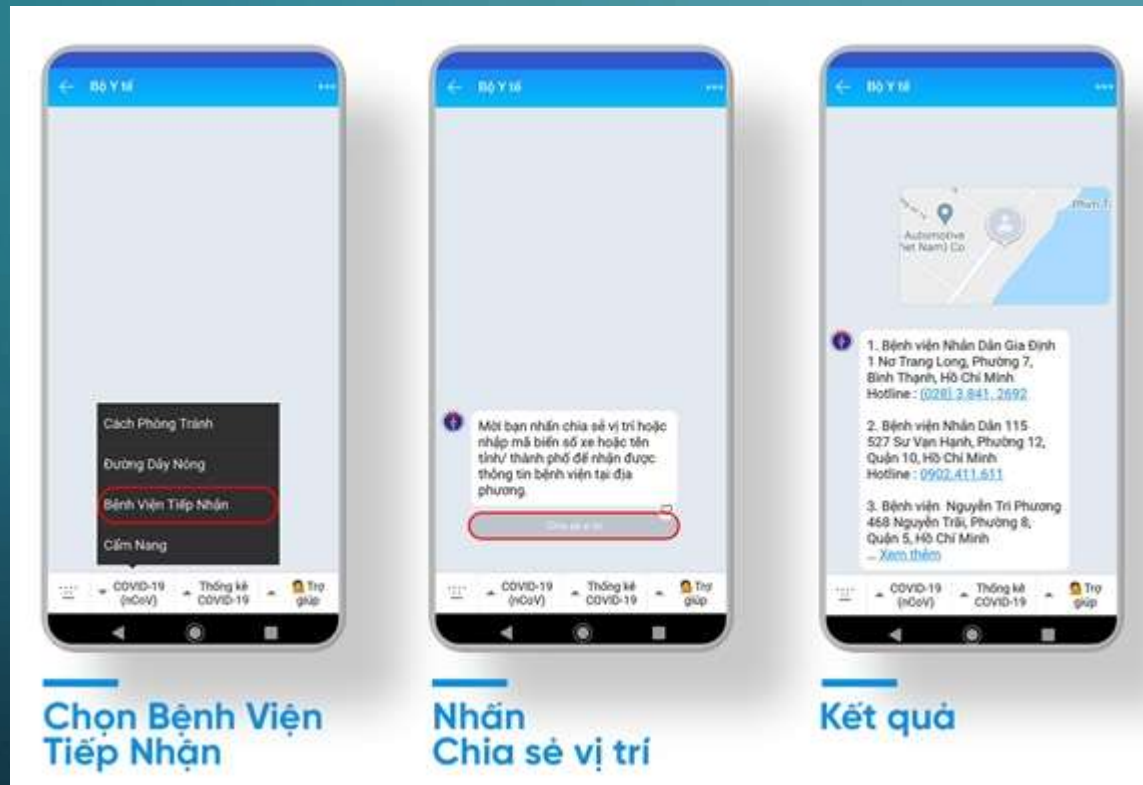 Bộ Y tế
Cách Phòng Tránh
Đường Dây Nóng
Bệnh Viện Tiếp Nhận
Cẩm Nang
COVID-19
(nCoV)
Thống kê
COVID-19
Trợ
giúp
Chọn Bệnh Viện
Tiếp Nhận
Bộ Y tế
Mời bạn nhấn chia sẻ vị trí hoặc
nhập mã biển số xe hoặc tên
tỉnh/ thành phố để nhận được
thông tin bệnh viện tại địa
phương.
Chia sẻ vị trí
COVID-19
(nCoV)
Thống kê
COVID-19
Trợ
giúp
Nhấn
Chia sẻ vị trí
Bộ Y tế
Automotive
Nam) Co
1. Bệnh viện Nhân Dân Gia Định
1 Nơ Trang Long, Phường 7,
Bình Thạnh, Hồ Chí Minh
Hotline : (028) 3.841. 2692
2. Bệnh viện Nhân Dân 115
527 Sư Vạn Hạnh, Phường 12,
Quận 10, Hồ Chí Minh
Hotline : 0902.411.611
3. Bệnh viện Nguyễn Tri Phương
468 Nguyễn Trãi, Phường 8,
Quận 5, Hồ Chí Minh
... Xem thêm
COVID-19
(nCoV)
Thống kê
COVID-19
Trợ
giúp
Kết quả